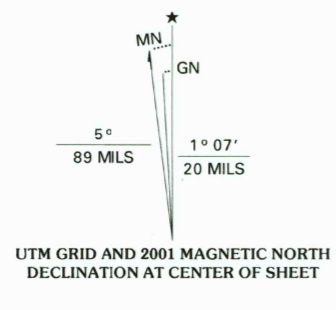 ★
MN
GN
5°
89 MILS
1° 07'
20 MILS
UTM GRID AND 2001 MAGNETIC NORTH
DECLINATION AT CENTER OF SHEET